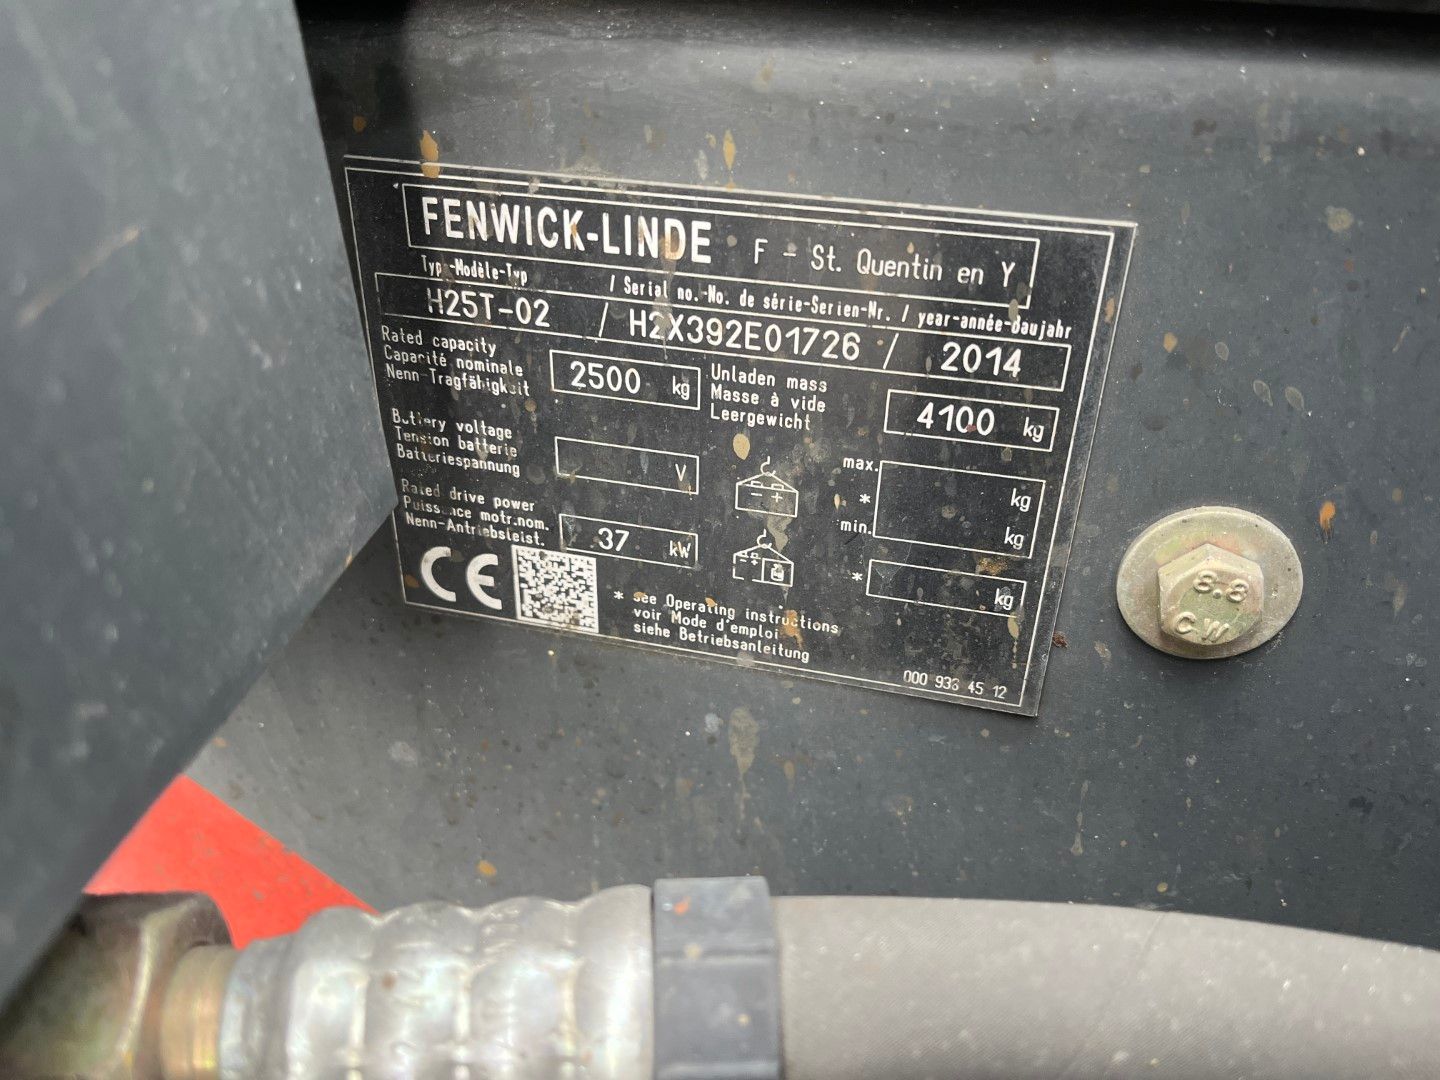 FENWICK-LINDE F - St. Quentin en Y
Type-Modèle-Typ / Serial no.-No. de série-Serien-Nr. / year-année-Baujahr
H25T-02 / H2X392E01726 / 2014
Rated capacity
Capacité nominale
Nenn-Tragfähigkeit
2500 kg
Unladen mass
Masse à vide
Leergewicht
4100 kg
Battery voltage
Tension batterie
Batteriespannung
V
max.
kg
*
min.
kg
Rated drive power
Puissance motr.nom.
Nenn-Antriebsleist.
37 kW
*
kg
CE
* see Operating instructions
voir Mode d'emploi
siehe Betriebsanleitung
000 933 45 12
8.8
CW